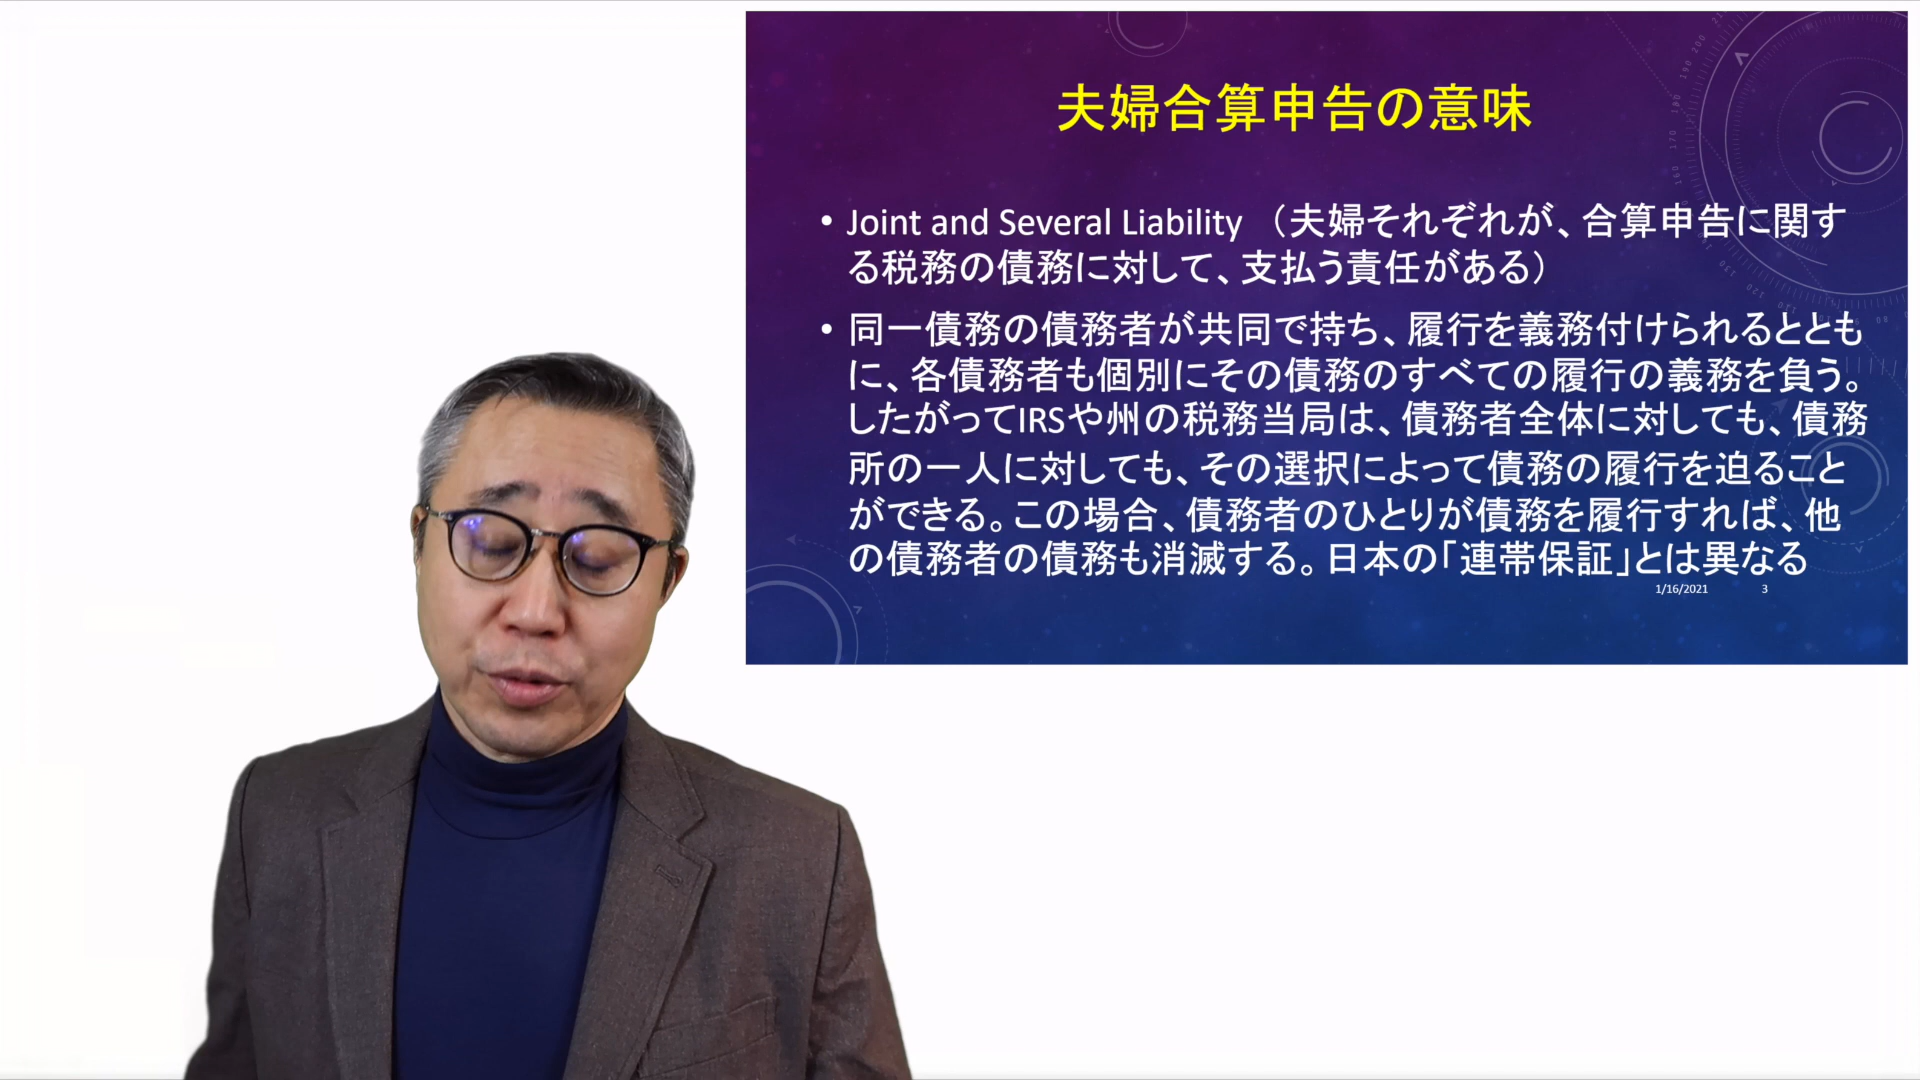 夫婦合算申告の意味
• Joint and Several Liability （夫婦それぞれが、合算申告に関す
る税務の債務に対して、支払う責任がある）
• 同一債務の債務者が共同で持ち、履行を義務付けられるととも
に、各債務者も個別にその債務のすべての履行の義務を負う。
したがってIRSや州の税務当局は、債務者全体に対しても、債務
所の一人に対しても、その選択によって債務の履行を迫ること
ができる。この場合、債務者のひとりが債務を履行すれば、他
の債務者の債務も消滅する。日本の「連帯保証」とは異なる
1/16/2021 3